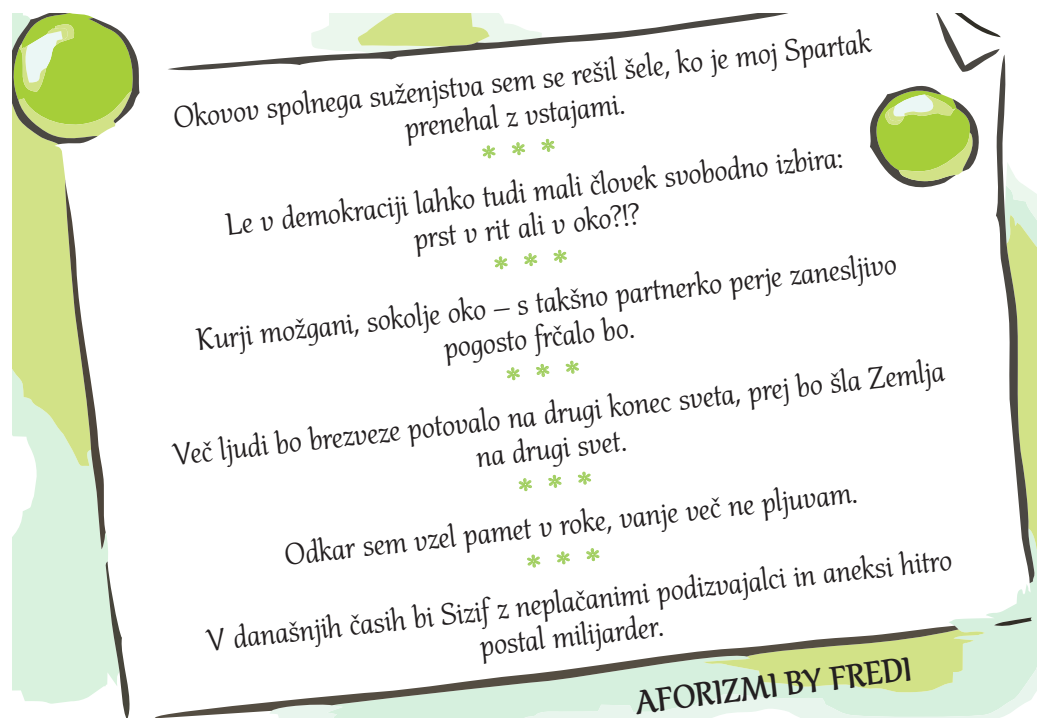 Okovov spolnega suženjstva sem se rešil šele, ko je moj Spartak
prenehal z vstajami.
* * *
Le v demokraciji lahko tudi mali človek svobodno izbira:
prst v rit ali v oko?!?
* * *
Kurji možgani, sokolje oko – s takšno partnerko perje zanesljivo
pogosto frčalo bo.
* * *
Več ljudi bo brezveze potovalo na drugi konec sveta, prej bo šla Zemlja
na drugi svet.
* * *
Odkar sem vzel pamet v roke, vanje več ne pljuvam.
* * *
V današnjih časih bi Sizif z neplačanimi podizvajalci in aneksi hitro
postal milijarder.
AFORIZMI BY FREDI